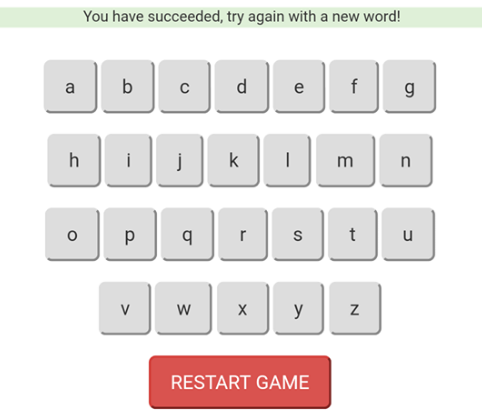 You have succeeded, try again with a new word!
a b c d e f g
h i j k l m n
o p q r s t u
v w x y z
RESTART GAME